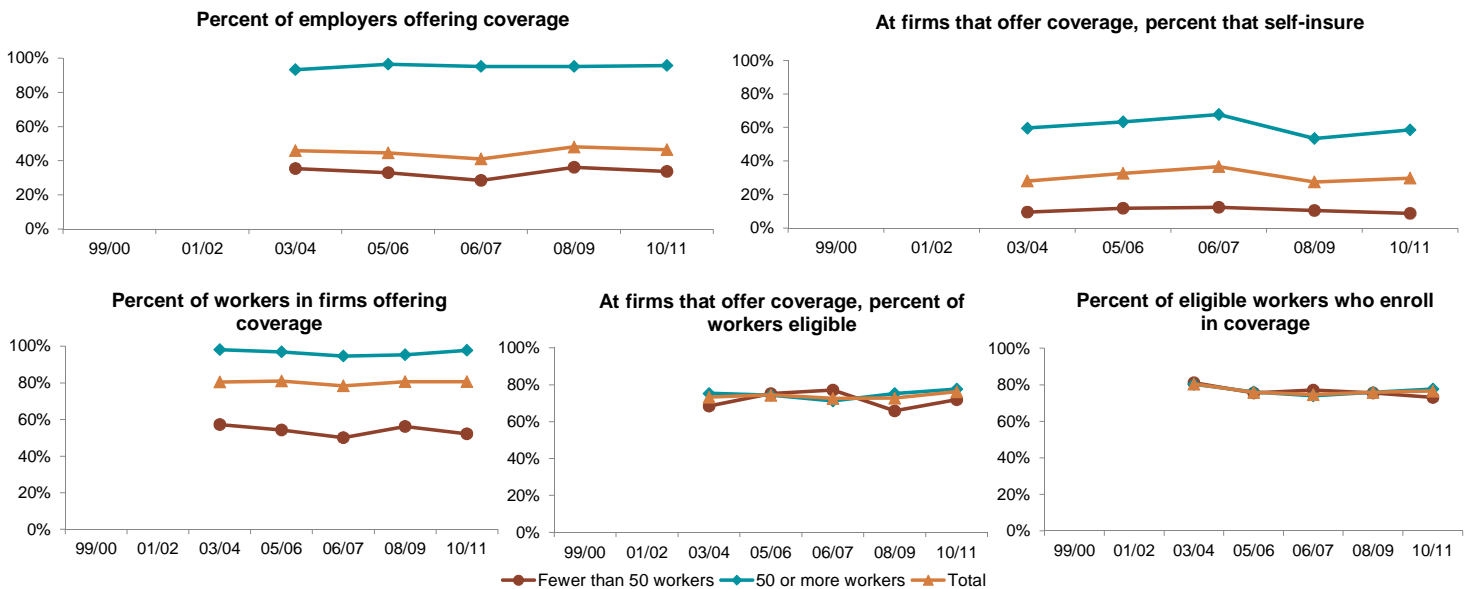 Percent of employers offering coverage
100%
80%
60%
40%
20%
0%
99/00 01/02 03/04 05/06 06/07 08/09 10/11
At firms that offer coverage, percent that self-insure
100%
80%
60%
40%
20%
0%
99/00 01/02 03/04 05/06 06/07 08/09 10/11
Percent of workers in firms offering
coverage
100%
80%
60%
40%
20%
0%
99/00 01/02 03/04 05/06 06/07 08/09 10/11
At firms that offer coverage, percent of
workers eligible
100%
80%
60%
40%
20%
0%
99/00 01/02 03/04 05/06 06/07 08/09 10/11
Percent of eligible workers who enroll
in coverage
100%
80%
60%
40%
20%
0%
99/00 01/02 03/04 05/06 06/07 08/09 10/11
Fewer than 50 workers 50 or more workers Total